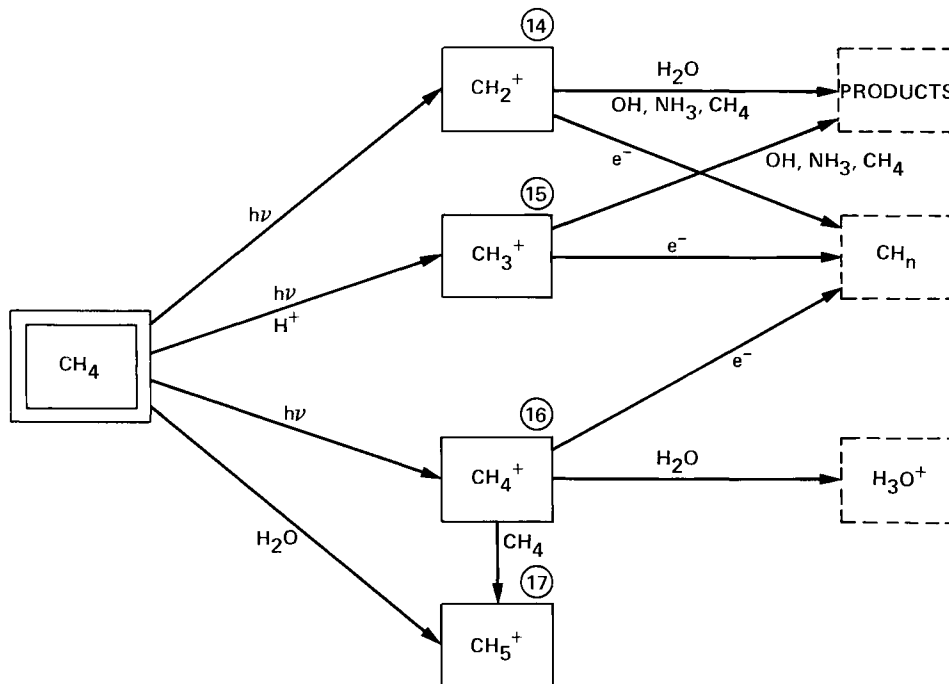 14
CH₂⁺
H₂O
OH, NH₃, CH₄
PRODUCTS
e⁻
OH, NH₃, CH₄
hν
15
CH₃⁺
e⁻
CHₙ
hν
H⁺
CH₄
e⁻
hν
16
CH₄⁺
H₂O
H₃O⁺
H₂O
CH₄
17
CH₅⁺